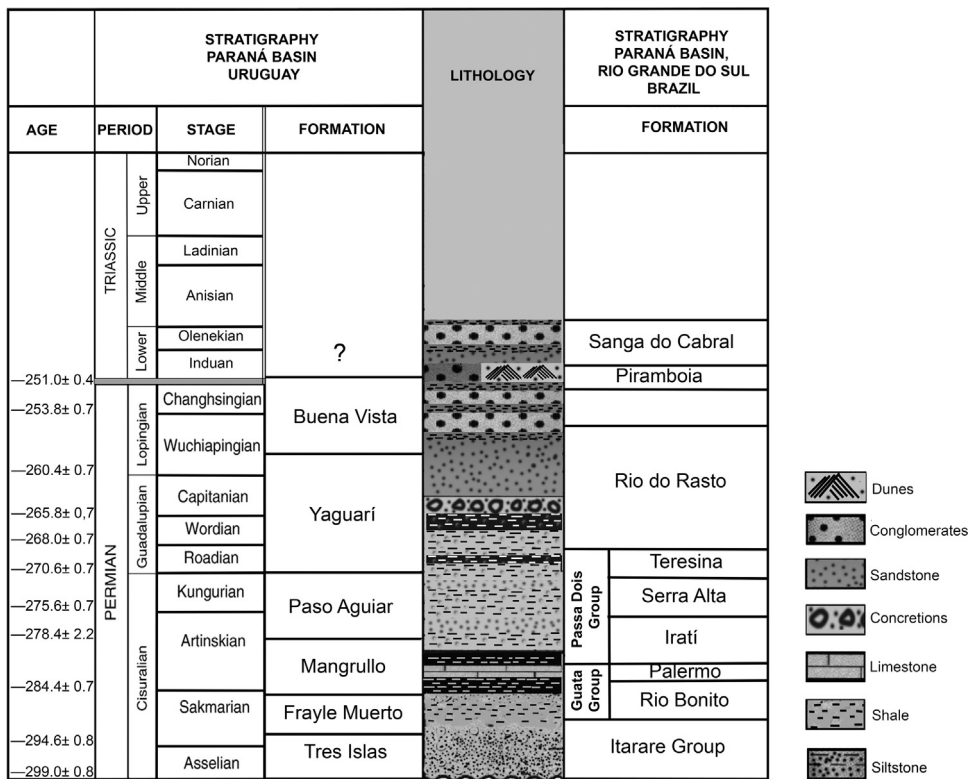 STRATIGRAPHY
PARANÁ BASIN
URUGUAY
LITHOLOGY
STRATIGRAPHY
PARANÁ BASIN,
RIO GRANDE DO SUL
BRAZIL
AGE
PERIOD
STAGE
FORMATION
FORMATION
TRIASSIC
Upper
Middle
Lower
Norian
Carnian
Ladinian
Anisian
Olenekian
Induan
?
Sanga do Cabral
Piramboia
—251.0± 0.4
—253.8± 0.7
—260.4± 0.7
—265.8± 0,7
—268.0± 0.7
—270.6± 0.7
—275.6± 0.7
—278.4± 2.2
—284.4± 0.7
—294.6± 0.8
—299.0± 0.8
PERMIAN
Lopingian
Guadalupian
Cisuralian
Changhsingian
Wuchiapingian
Capitanian
Wordian
Roadian
Kungurian
Artinskian
Sakmarian
Asselian
Buena Vista
Yaguarí
Paso Aguiar
Mangrullo
Frayle Muerto
Tres Islas
Rio do Rasto
Passa Dois
Group
Teresina
Serra Alta
Iratí
Guata
Group
Palermo
Rio Bonito
Itarare Group
Dunes
Conglomerates
Sandstone
Concretions
Limestone
Shale
Siltstone